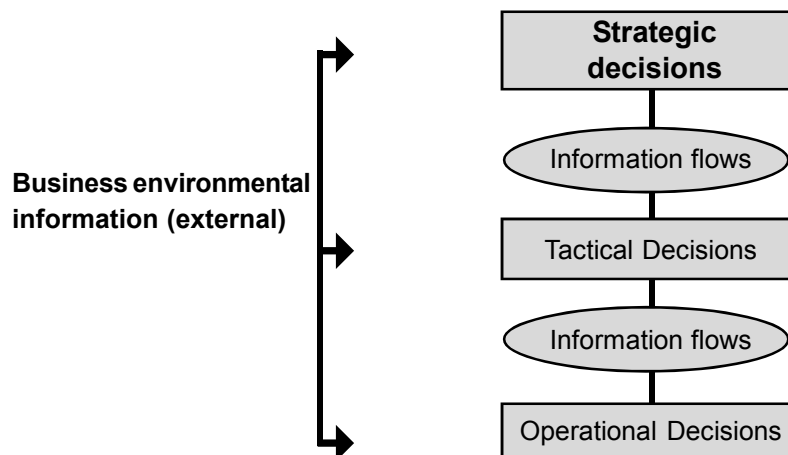 Strategic
decisions
Information flows
Business environmental
information (external)
Tactical Decisions
Information flows
Operational Decisions